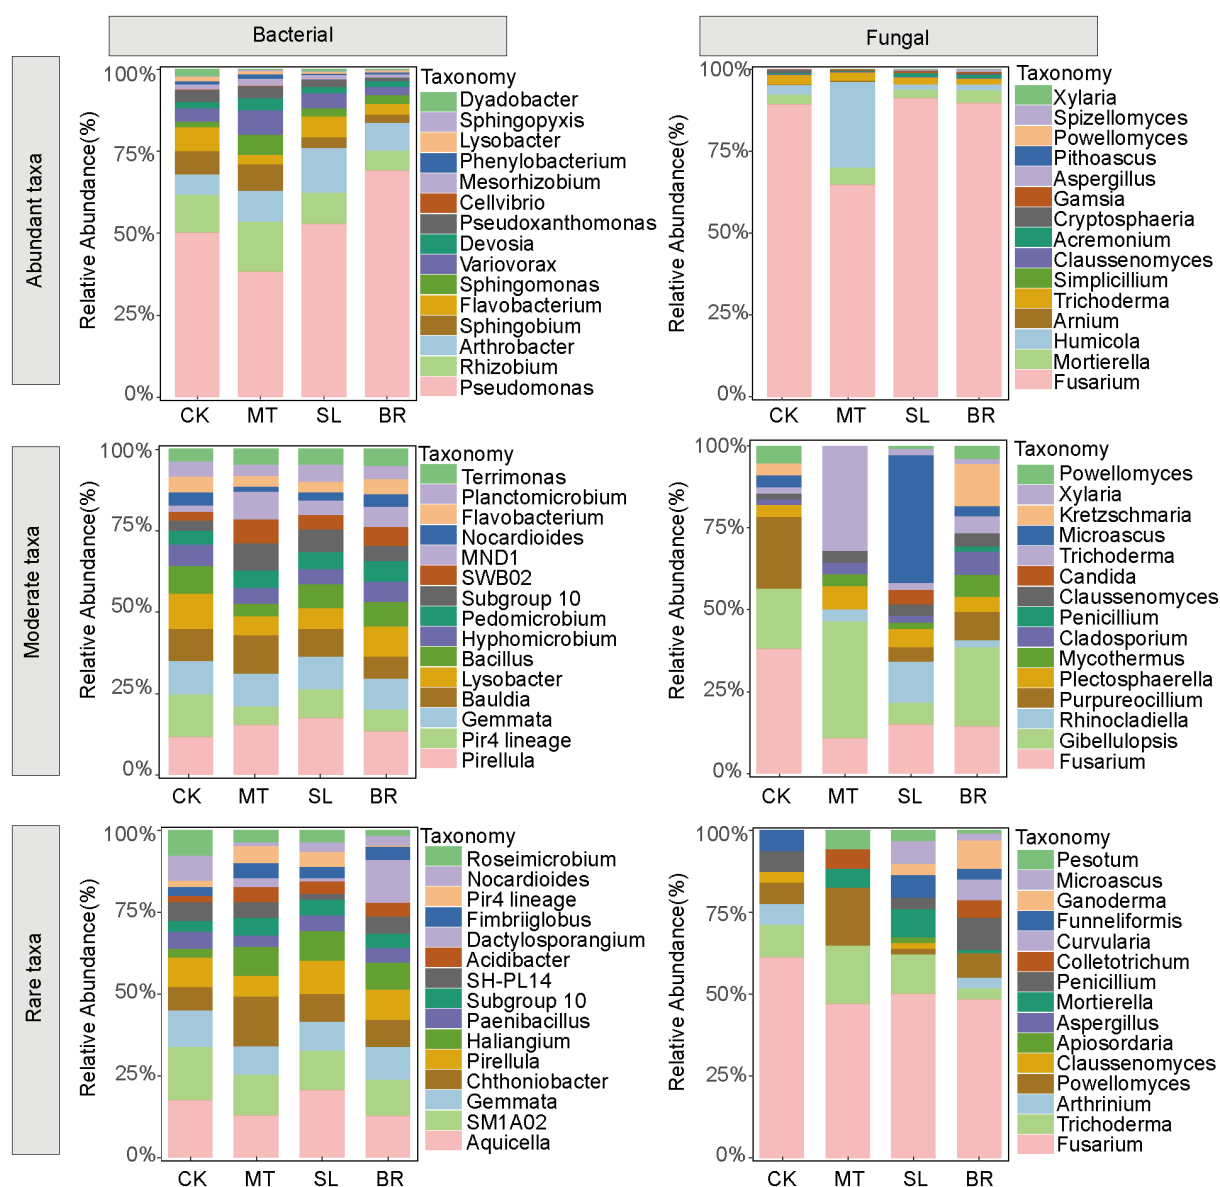 Bacterial
Fungal
Abundant taxa
Relative Abundance(%)
100%
75%
50%
25%
0%
CK MT SL BR
Taxonomy
Dyadobacter
Sphingopyxis
Lysobacter
Phenylobacterium
Mesorhizobium
Cellvibrio
Pseudoxanthomonas
Devosia
Variovorax
Sphingomonas
Flavobacterium
Sphingobium
Arthrobacter
Rhizobium
Pseudomonas
Relative Abundance(%)
100%
75%
50%
25%
0%
CK MT SL BR
Taxonomy
Xylaria
Spizellomyces
Powellomyces
Pithoascus
Aspergillus
Gamsia
Cryptosphaeria
Acremonium
Claussenomyces
Simplicillium
Trichoderma
Arnium
Humicola
Mortierella
Fusarium
Moderate taxa
Relative Abundance(%)
100%
75%
50%
25%
0%
CK MT SL BR
Taxonomy
Terrimonas
Planctomicrobium
Flavobacterium
Nocardioides
MND1
SWB02
Subgroup 10
Pedomicrobium
Hyphomicrobium
Bacillus
Lysobacter
Bauldia
Gemmata
Pir4 lineage
Pirellula
Relative Abundance(%)
100%
75%
50%
25%
0%
CK MT SL BR
Taxonomy
Powellomyces
Xylaria
Kretzschmaria
Microascus
Trichoderma
Candida
Claussenomyces
Penicillium
Cladosporium
Mycothermus
Plectosphaerella
Purpureocillium
Rhinocladiella
Gibellulopsis
Fusarium
Rare taxa
Relative Abundance(%)
100%
75%
50%
25%
0%
CK MT SL BR
Taxonomy
Roseimicrobium
Nocardioides
Pir4 lineage
Fimbriiglobus
Dactylosporangium
Acidibacter
SH-PL14
Subgroup 10
Paenibacillus
Haliangium
Pirellula
Chthoniobacter
Gemmata
SM1A02
Aquicella
Relative Abundance(%)
100%
75%
50%
25%
0%
CK MT SL BR
Taxonomy
Pesotum
Microascus
Ganoderma
Funneliformis
Curvularia
Colletotrichum
Penicillium
Mortierella
Aspergillus
Apiosordaria
Claussenomyces
Powellomyces
Arthrinium
Trichoderma
Fusarium